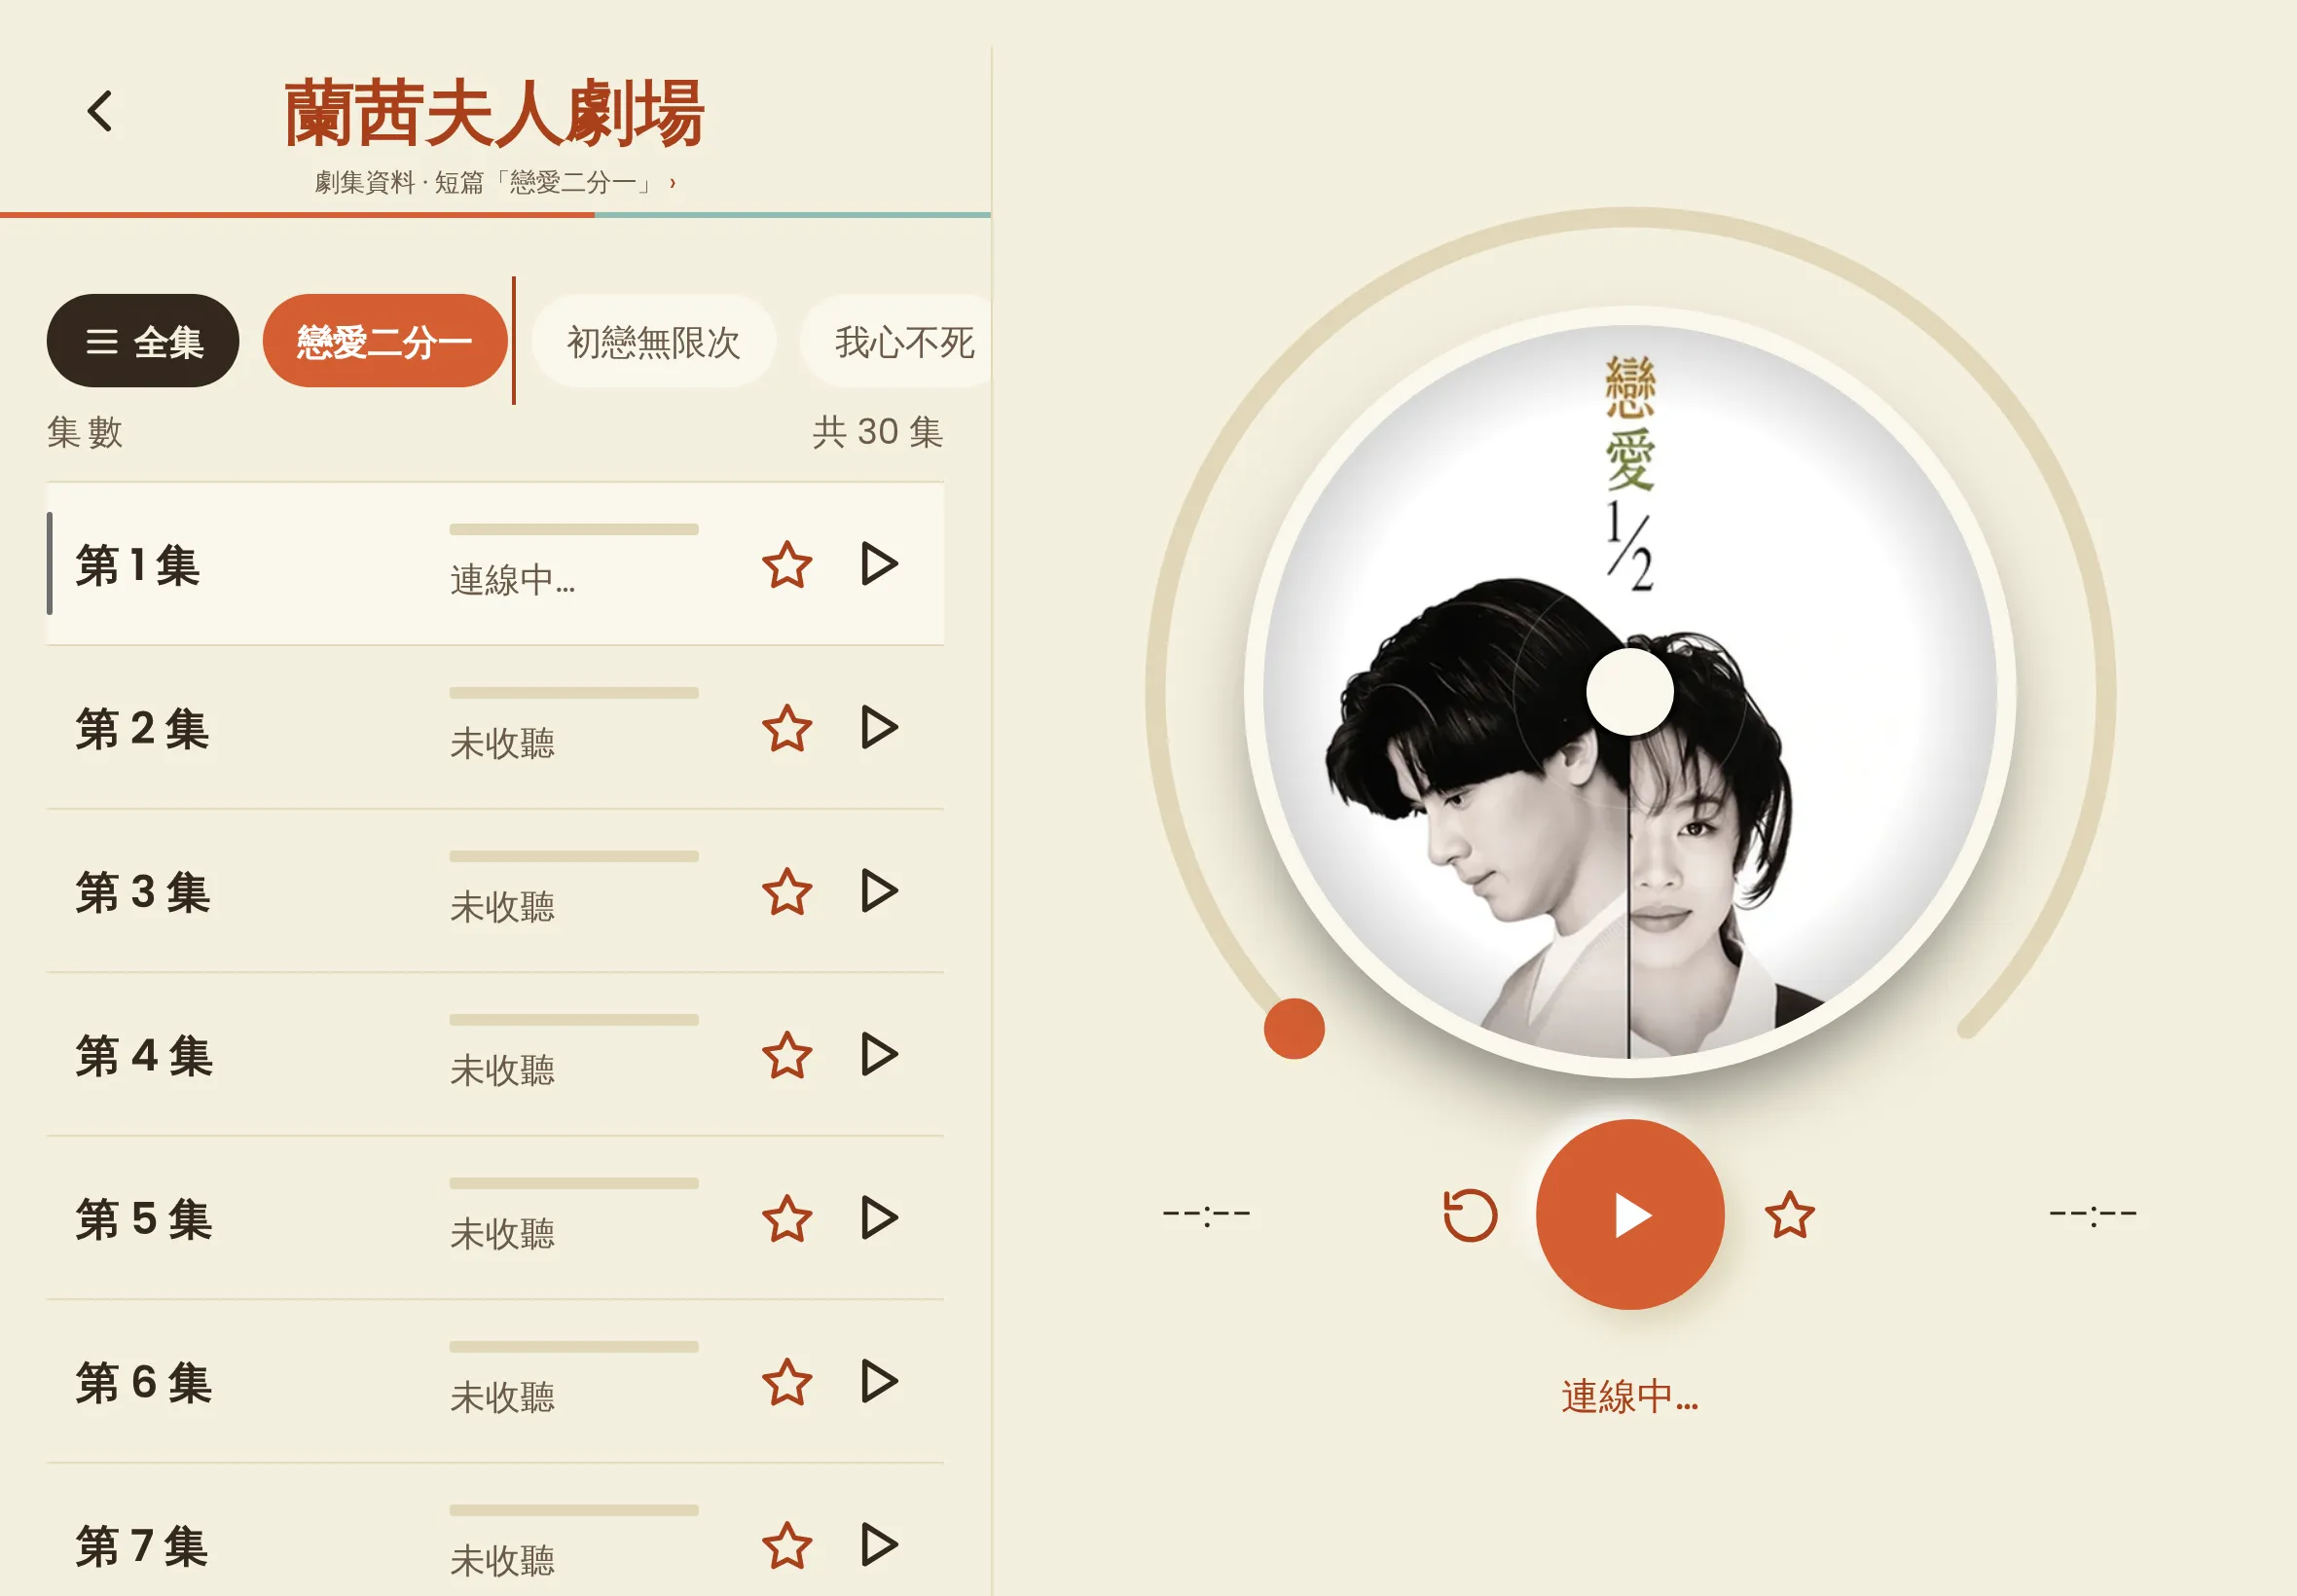 蘭茜夫人劇場
劇集資料 · 短篇「戀愛二分一」 ›
全集
戀愛二分一
初戀無限次
我心不死
集數
共 30 集
第 1 集
連線中...
第 2 集
未收聽
第 3 集
未收聽
第 4 集
未收聽
第 5 集
未收聽
第 6 集
未收聽
第 7 集
未收聽
戀
愛
1/2
--:--
--:--
連線中...